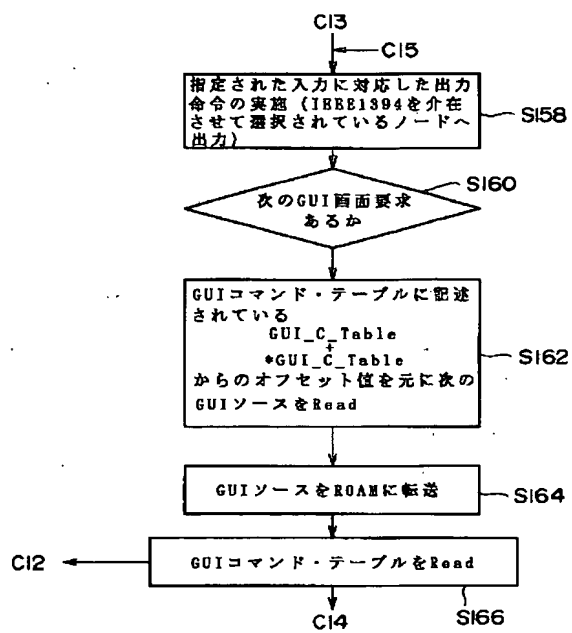 C13
C15
指定された入力に対応した出力
命令の実施(IEEE1394を介在
させて選択されているノードへ
出力)
S158
S160
次のGUI画面要求
あるか
GUIコマンド・テーブルに記述
されている
GUI_C_Table
+
*GUI_C_Table
からのオフセット値を元に次の
GUIソースをRead
S162
GUIソースをROAMに転送
S164
C12
GUIコマンド・テーブルをRead
S166
C14